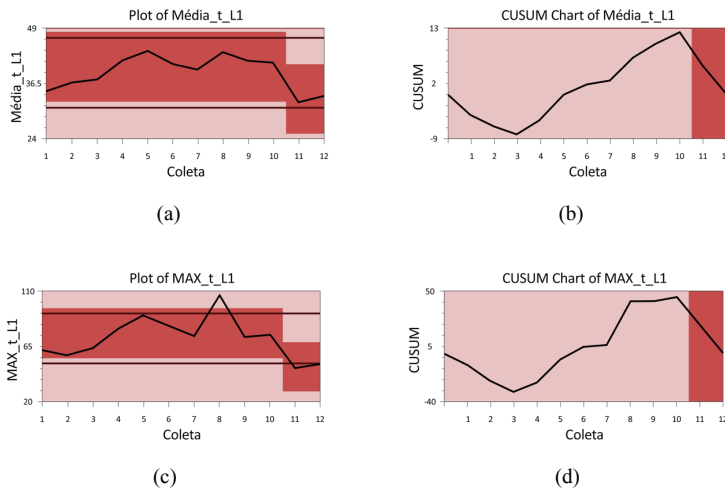 Plot of Média_t_L1
Média_t_L1
49
36.5
24
1 2 3 4 5 6 7 8 9 10 11 12
Coleta
(a)
CUSUM Chart of Média_t_L1
CUSUM
13
2
-9
1 2 3 4 5 6 7 8 9 10 11
Coleta
(b)
Plot of MAX_t_L1
MAX_t_L1
110
65
20
1 2 3 4 5 6 7 8 9 10 11 12
Coleta
(c)
CUSUM Chart of MAX_t_L1
CUSUM
50
5
-40
1 2 3 4 5 6 7 8 9 10 11 12
Coleta
(d)